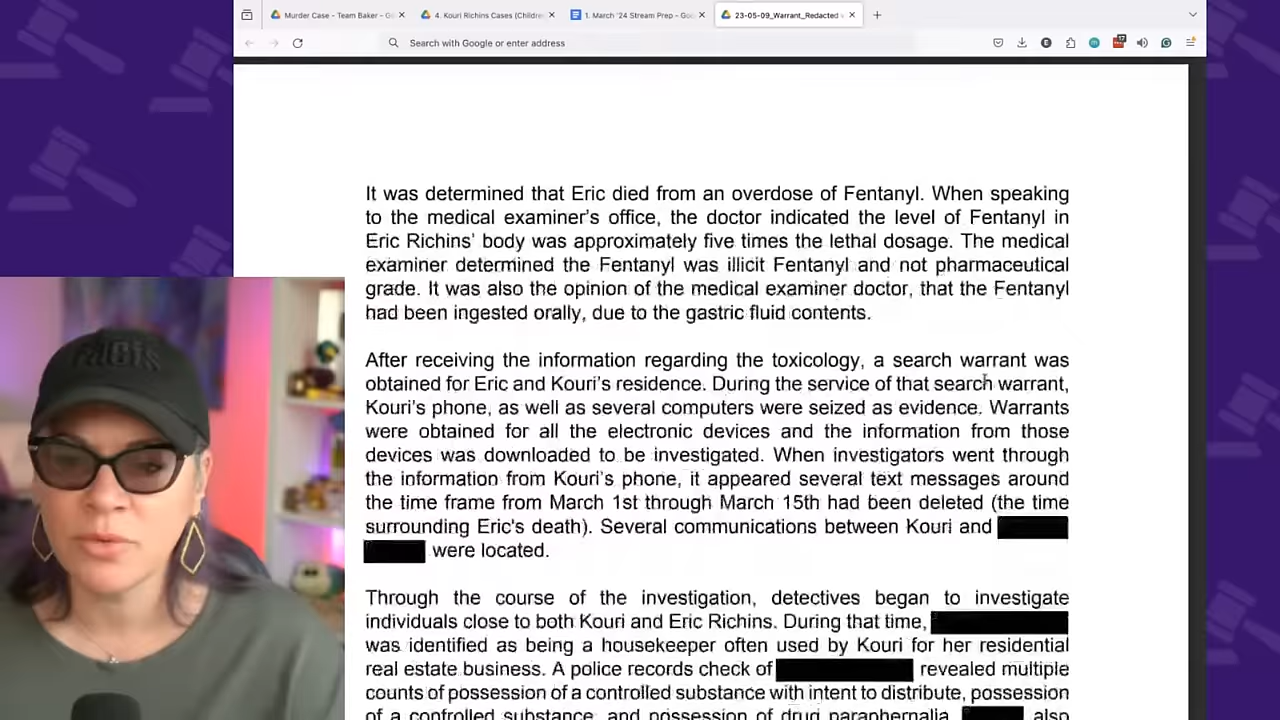 Murder Case - Team Baker - G
4. Kouri Richins Cases (Childre
1. March '24 Stream Prep - Goo
23-05-09_Warrant_Redacted
Search with Google or enter address
17
It was determined that Eric died from an overdose of Fentanyl. When speaking
to the medical examiner's office, the doctor indicated the level of Fentanyl in
Eric Richins' body was approximately five times the lethal dosage. The medical
examiner determined the Fentanyl was illicit Fentanyl and not pharmaceutical
grade. It was also the opinion of the medical examiner doctor, that the Fentanyl
had been ingested orally, due to the gastric fluid contents.
After receiving the information regarding the toxicology, a search warrant was
obtained for Eric and Kouri's residence. During the service of that search warrant,
Kouri's phone, as well as several computers were seized as evidence. Warrants
were obtained for all the electronic devices and the information from those
devices was downloaded to be investigated. When investigators went through
the information from Kouri's phone, it appeared several text messages around
the time frame from March 1st through March 15th had been deleted (the time
surrounding Eric's death). Several communications between Kouri and
were located.
Through the course of the investigation, detectives began to investigate
individuals close to both Kouri and Eric Richins. During that time,
was identified as being a housekeeper often used by Kouri for her residential
real estate business. A police records check of revealed multiple
counts of possession of a controlled substance with intent to distribute, possession
of a controlled substance, and possession of drug paraphernalia. also